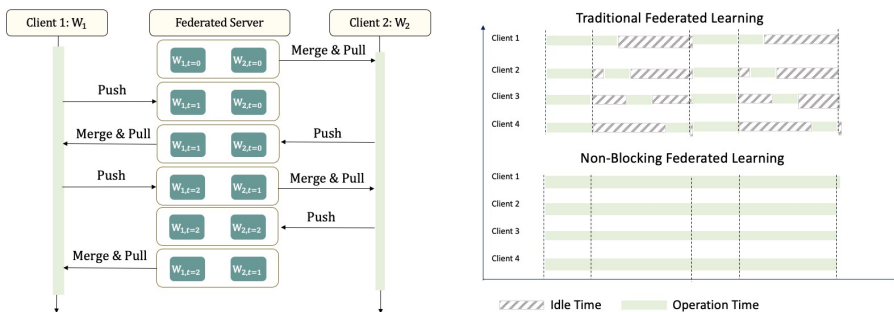 Client 1: W₁
Federated Server
Client 2: W₂
W₁,ₜ₌₀ W₂,ₜ₌₀
Merge & Pull
Push
W₁,ₜ₌₁ W₂,ₜ₌₀
Merge & Pull
W₁,ₜ₌₁ W₂,ₜ₌₀
Push
Push
W₁,ₜ₌₂ W₂,ₜ₌₁
Merge & Pull
W₁,ₜ₌₂ W₂,ₜ₌₂
Push
Merge & Pull
W₁,ₜ₌₂ W₂,ₜ₌₁
Traditional Federated Learning
Client 1
Client 2
Client 3
Client 4
Non-Blocking Federated Learning
Client 1
Client 2
Client 3
Client 4
Idle Time
Operation Time